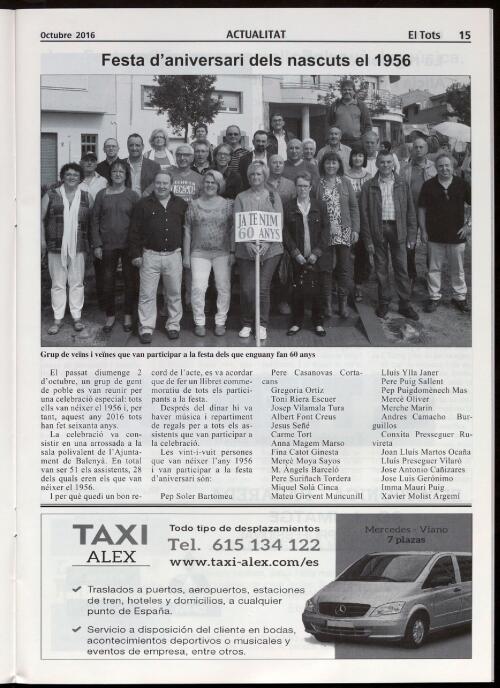 Octubre 2016
ACTUALITAT
El Tots 15
Festa d'aniversari dels nascuts el 1956
JA TENIM
60 ANYS
Grup de veïns i veïnes que van participar a la festa dels que enguany fan 60 anys
El passat diumenge 2
d'octubre, un grup de gent
de poble es van reunir per
una celebració especial: tots
ells van néixer el 1956 i, per
tant, aquest any 2016 tots
han fet seixanta anys.
La celebració va con-
sistir en una arrossada a la
sala polivalent de l'Ajunta-
ment de Balenyà. En total
van ser 51 els assistents, 28
dels quals eren els que van
néixer el 1956.
I per què quedi un bon re-
cord de l'acte, es va acordar
que de fer un llibret comme-
moratiu de tots els partici-
pants a la festa.
Després del dinar hi va
haver música i repartiment
de regals per a tots els as-
sistents que van participar a
la celebració.
Les vint-i-vuit persones
que van néixer l'any 1956
i van participar a la festa
d'aniversari són:
Pep Soler Bartomeu
Pere Casanovas Corta-
cans
Gregoria Ortiz
Toni Riera Escuer
Josep Vilamala Tura
Albert Font Creus
Jesus Señé
Carme Tort
Anna Magem Marso
Fina Catot Ginesta
Mercè Moya Sayos
M. Àngels Barceló
Pere Suriñach Tordera
Miquel Solà Cinca
Mateu Girvent Muncunill
Lluís Ylla Janer
Pere Puig Sallent
Pep Puigdomènech Mas
Mercè Oliver
Merche Marin
Andres Camacho Bur-
guillos
Conxita Presseguer Ru-
vireta
Joan Lluís Martos Ocaña
Lluís Preseguer Vilaró
Jose Antonio Cañizares
Jose Luis Gerónimo
Imma Mauri Puig
Xavier Molist Argemí
TAXI
ALEX
Todo tipo de desplazamientos
Tel. 615 134 122
www.taxi-alex.com/es
Mercedes - Viano
7 plazas
✓ Traslados a puertos, aeropuertos, estaciones
de tren, hoteles y domicilios, a cualquier
punto de España.
✓ Servicio a disposición del cliente en bodas,
acontecimientos deportivos o musicales y
eventos de empresa, entre otros.